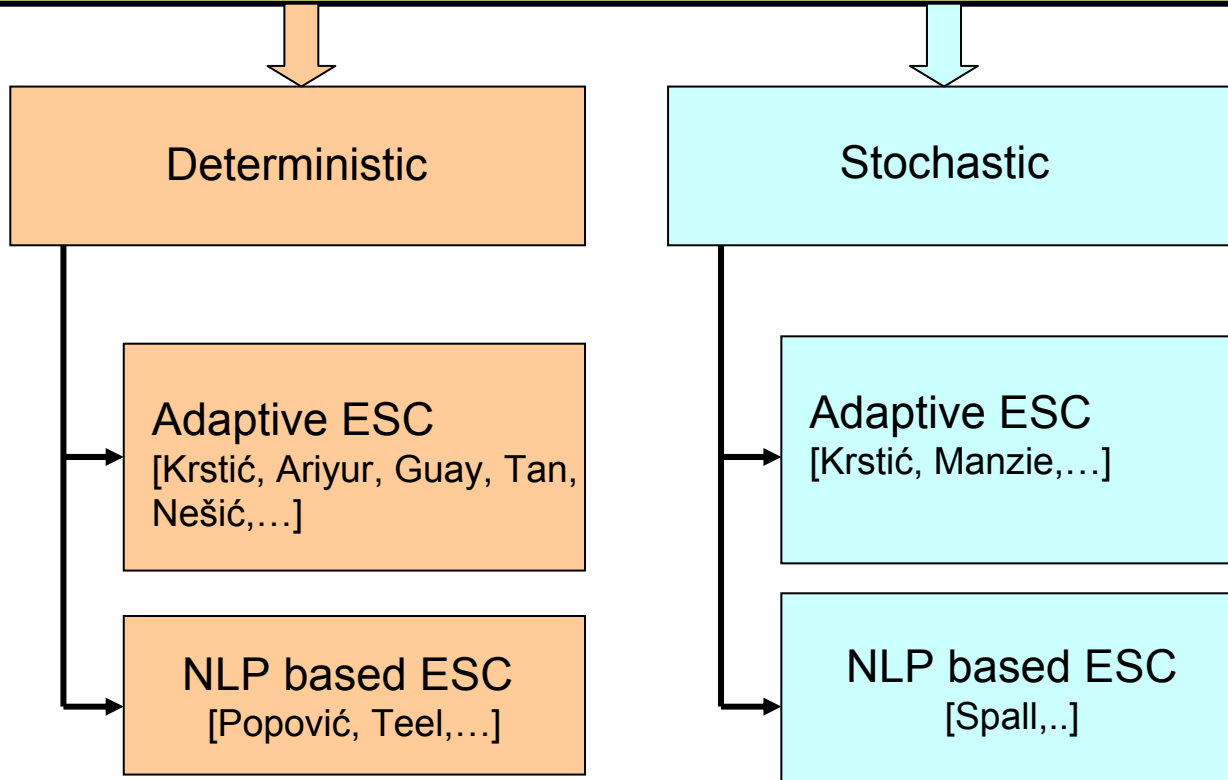 Deterministic
Stochastic
Adaptive ESC
[Krstić, Ariyur, Guay, Tan,
Nešić,…]
Adaptive ESC
[Krstić, Manzie,…]
NLP based ESC
[Popović, Teel,…]
NLP based ESC
[Spall,..]